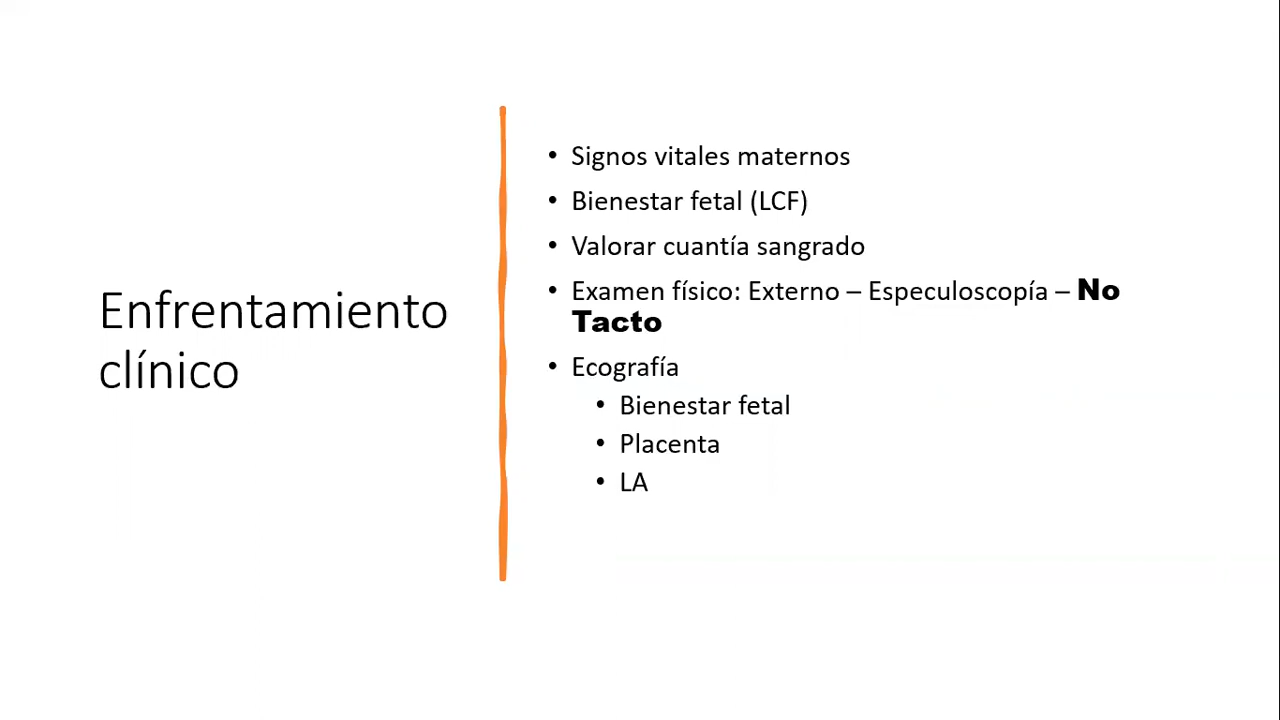 Enfrentamiento
clínico
• Signos vitales maternos
• Bienestar fetal (LCF)
• Valorar cuantía sangrado
• Examen físico: Externo – Especuloscopía – No
Tacto
• Ecografía
• Bienestar fetal
• Placenta
• LA